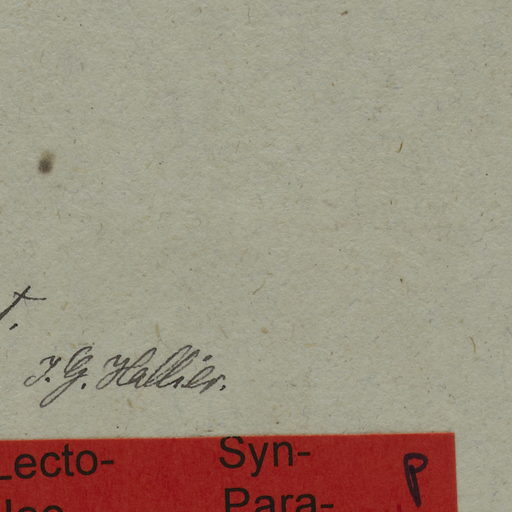 t.
J. G. Hallier.
Lecto- Syn- P
Para-